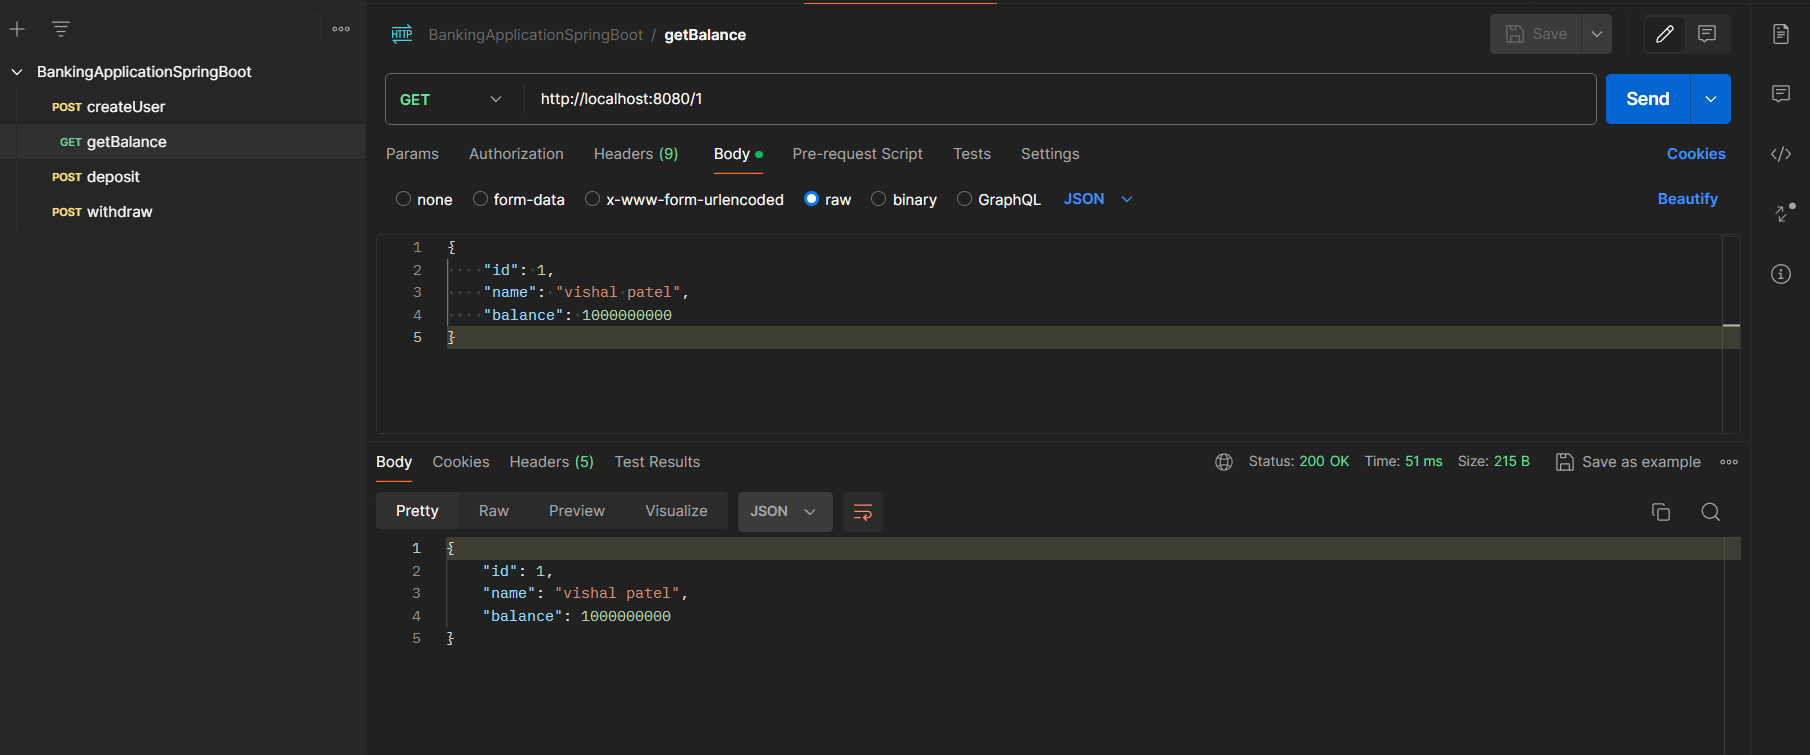 BankingApplicationSpringBoot
POST createUser
GET getBalance
POST deposit
POST withdraw
HTTP BankingApplicationSpringBoot / getBalance
Save
GET http://localhost:8080/1
Send
Params Authorization Headers (9) Body Pre-request Script Tests Settings
Cookies
none form-data x-www-form-urlencoded raw binary GraphQL JSON
Beautify
1 {
2 "id": 1,
3 "name": "vishal patel",
4 "balance": 1000000000
5 }
Body Cookies Headers (5) Test Results
Status: 200 OK Time: 51 ms Size: 215 B Save as example
Pretty Raw Preview Visualize JSON
1 {
2 "id": 1,
3 "name": "vishal patel",
4 "balance": 1000000000
5 }